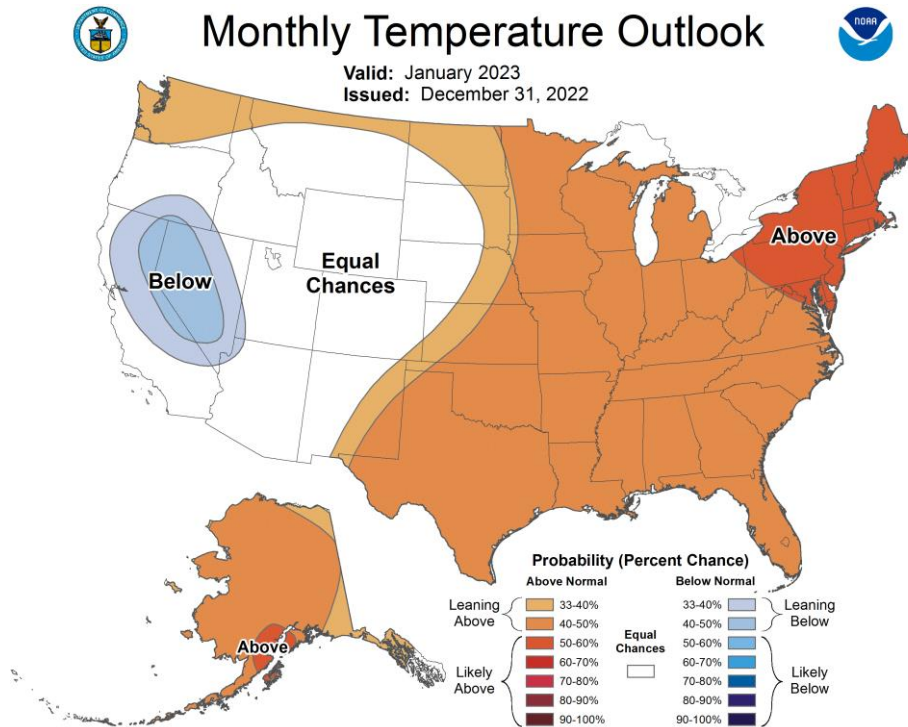 Monthly Temperature Outlook
Valid: January 2023
Issued: December 31, 2022
NOAA
Above
Equal
Chances
Below
Above
Probability (Percent Chance)
Above Normal
Below Normal
Leaning
Above
33-40%
40-50%
Likely
Above
50-60%
60-70%
70-80%
80-90%
90-100%
Equal
Chances
33-40%
40-50%
Leaning
Below
50-60%
60-70%
70-80%
80-90%
90-100%
Likely
Below